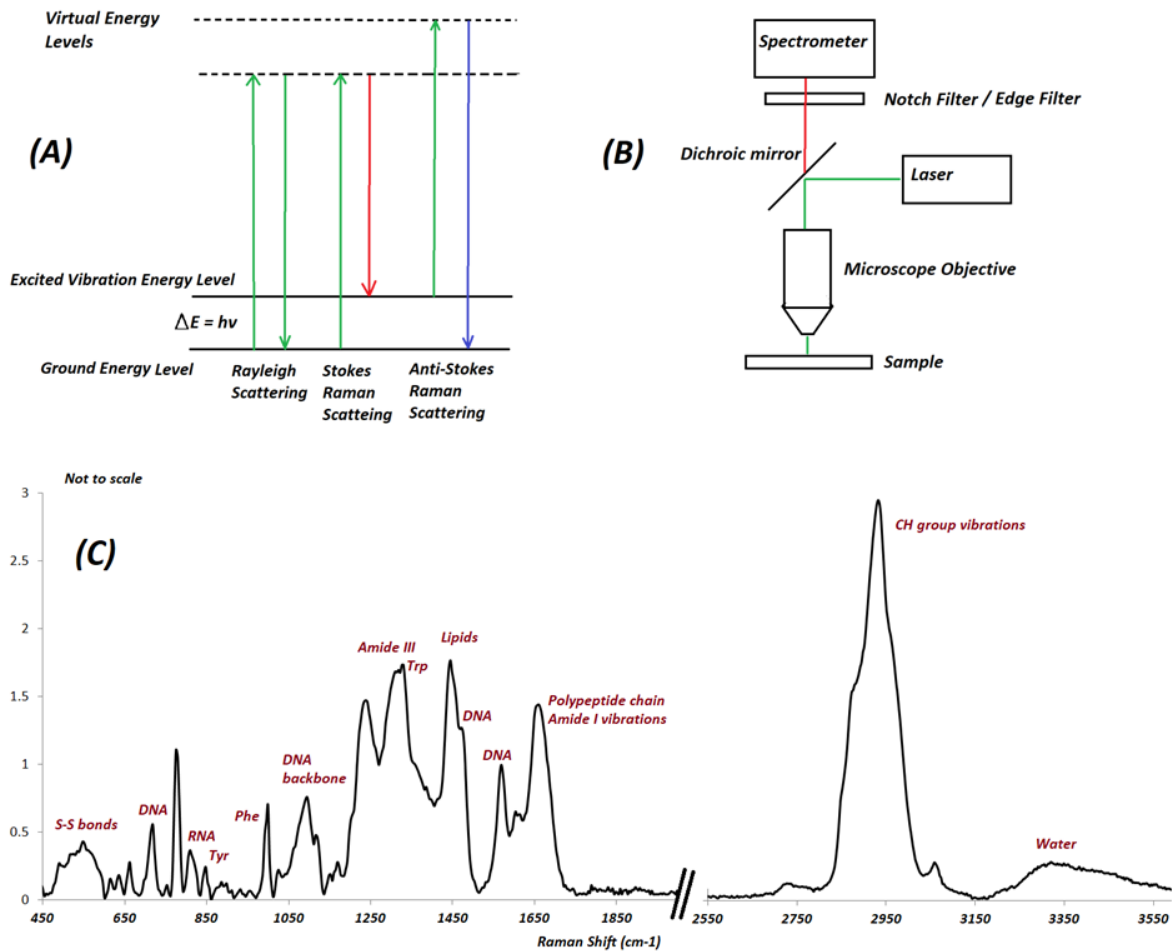 Virtual Energy
Levels
(A)
Excited Vibration Energy Level
ΔE = hν
Ground Energy Level
Rayleigh
Scattering
Stokes
Raman
Scatteing
Anti-Stokes
Raman
Scattering
Spectrometer
Notch Filter / Edge Filter
(B)
Dichroic mirror
Laser
Microscope Objective
Sample
Not to scale
(C)
3
2.5
2
1.5
1
0.5
0
S-S bonds
DNA
RNA
Tyr
Phe
DNA
backbone
Amide III
Trp
Lipids
DNA
DNA
Polypeptide chain
Amide I vibrations
CH group vibrations
Water
450 650 850 1050 1250 1450 1650 1850 2550 2750 2950 3150 3350 3550
Raman Shift (cm-1)